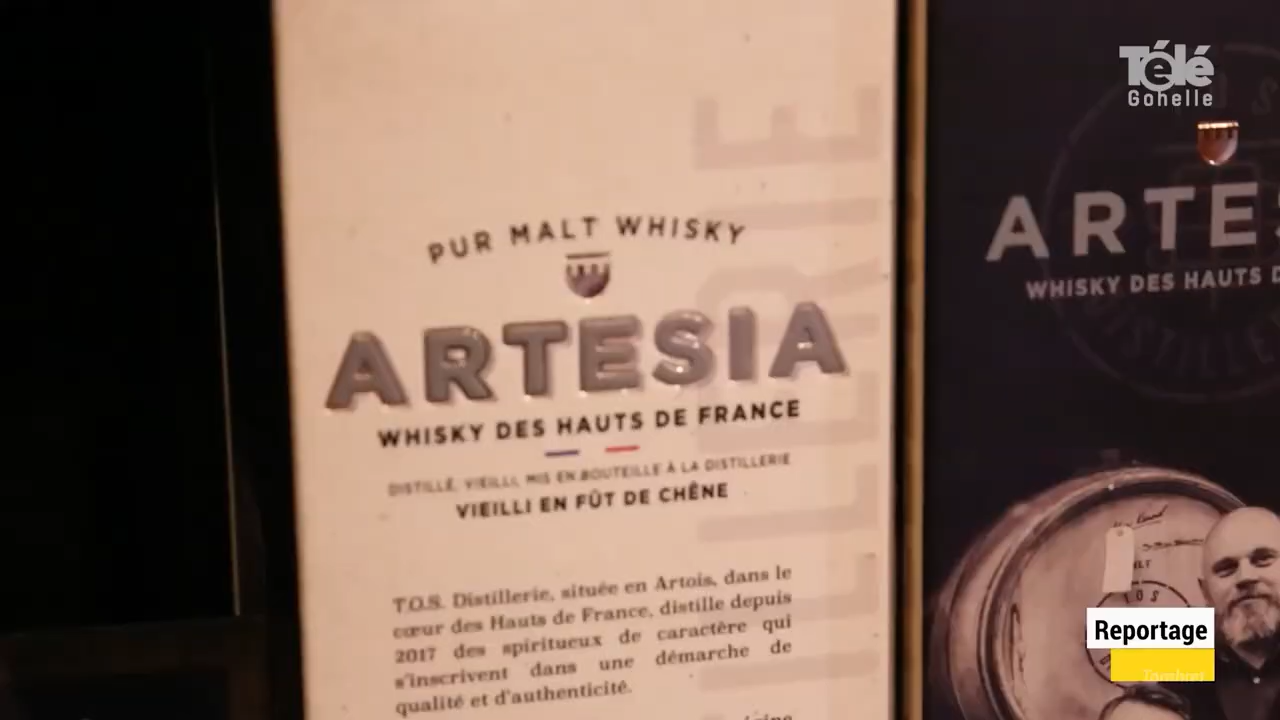 Télé
Gohelle
PUR MALT WHISKY
ARTESIA
WHISKY DES HAUTS DE FRANCE
DISTILLÉ, VIEILLI, MIS EN BOUTEILLE À LA DISTILLERIE
VIEILLI EN FÛT DE CHÊNE
T.O.S. Distillerie, située en Artois, dans le
cœur des Hauts de France, distille depuis
2017 des spiritueux de caractère qui
s'inscrivent dans une démarche de
qualité et d'authenticité.
ARTES
WHISKY DES HAUTS D
TOS
Reportage